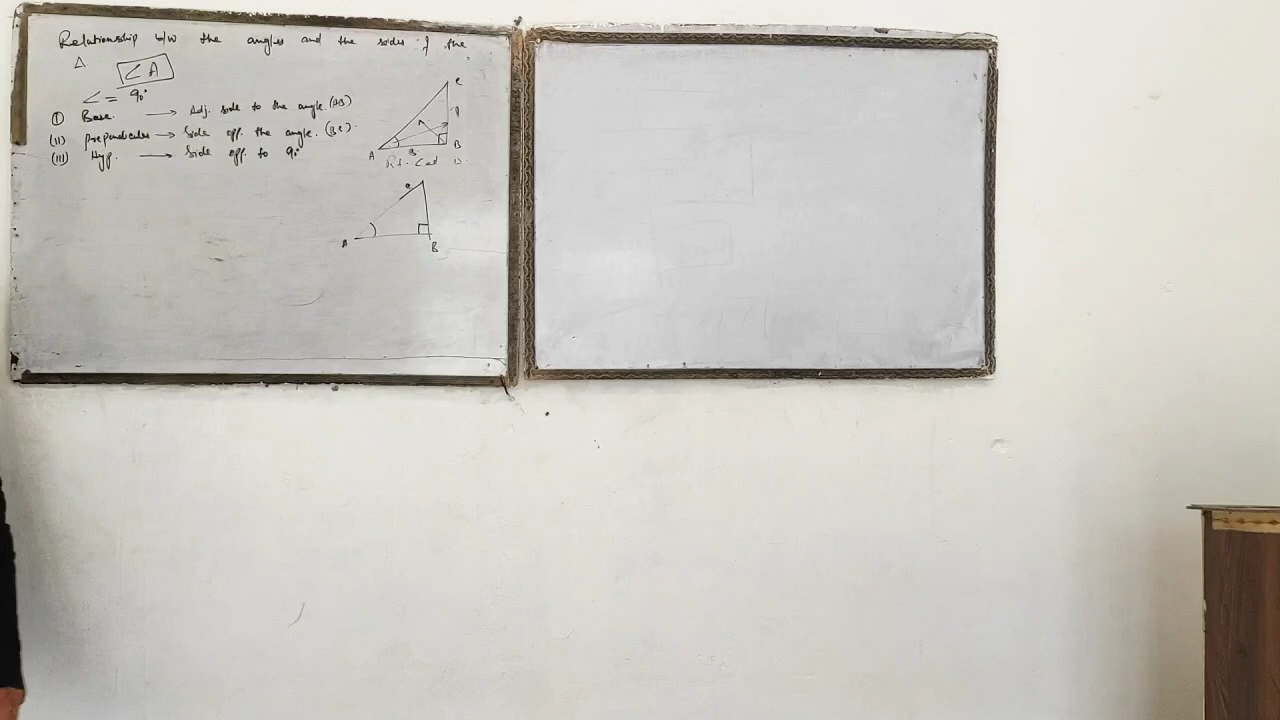 Relationship b/w the angles and the sides of the
Δ
∠A
∠ = 90°
(I) Base. → Adj. side to the angle (AB)
(II) prependicular → Side opp. the angle. (BC).
(III) Hyp. → Side opp. to 90°
C
P
A
B
B
Rt. ∠ed Δ
C
A
B